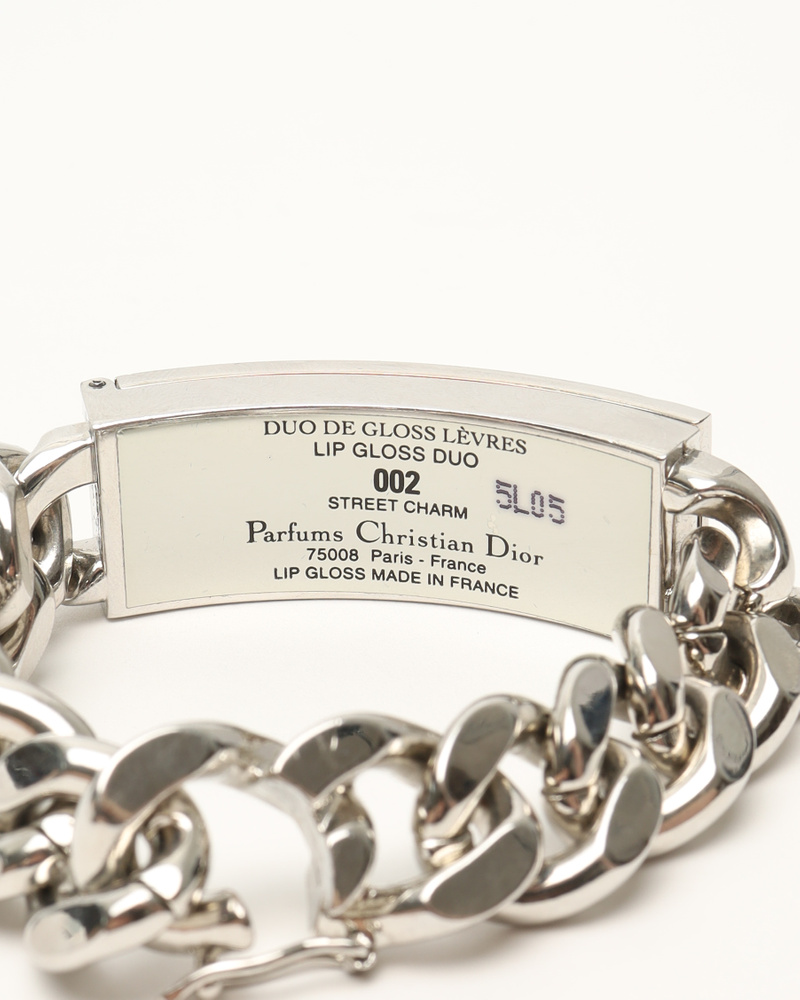 DUO DE GLOSS LÈVRES
LIP GLOSS DUO
002
STREET CHARM
5L05
Parfums Christian Dior
75008 Paris - France
LIP GLOSS MADE IN FRANCE